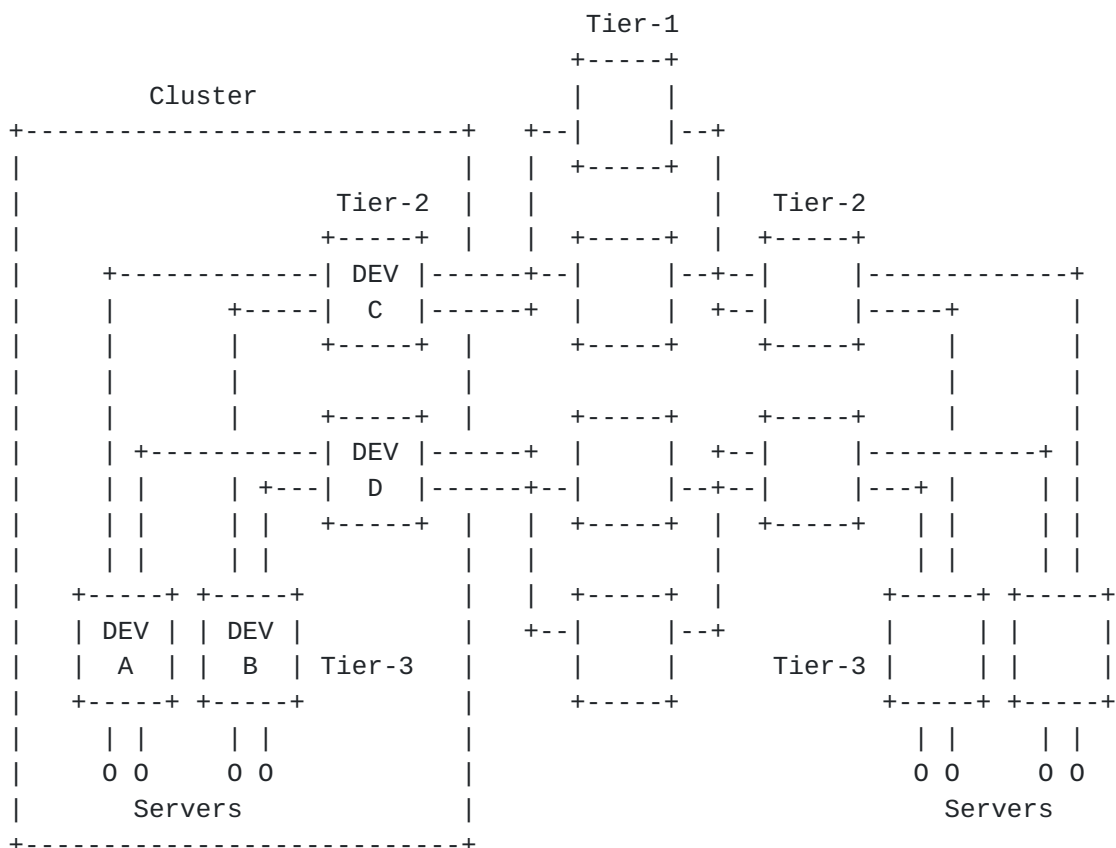 Tier-1
Cluster
Tier-2 Tier-2
DEV
C
DEV
D
DEV DEV
A B Tier-3 Tier-3
O O O O O O O O
Servers Servers